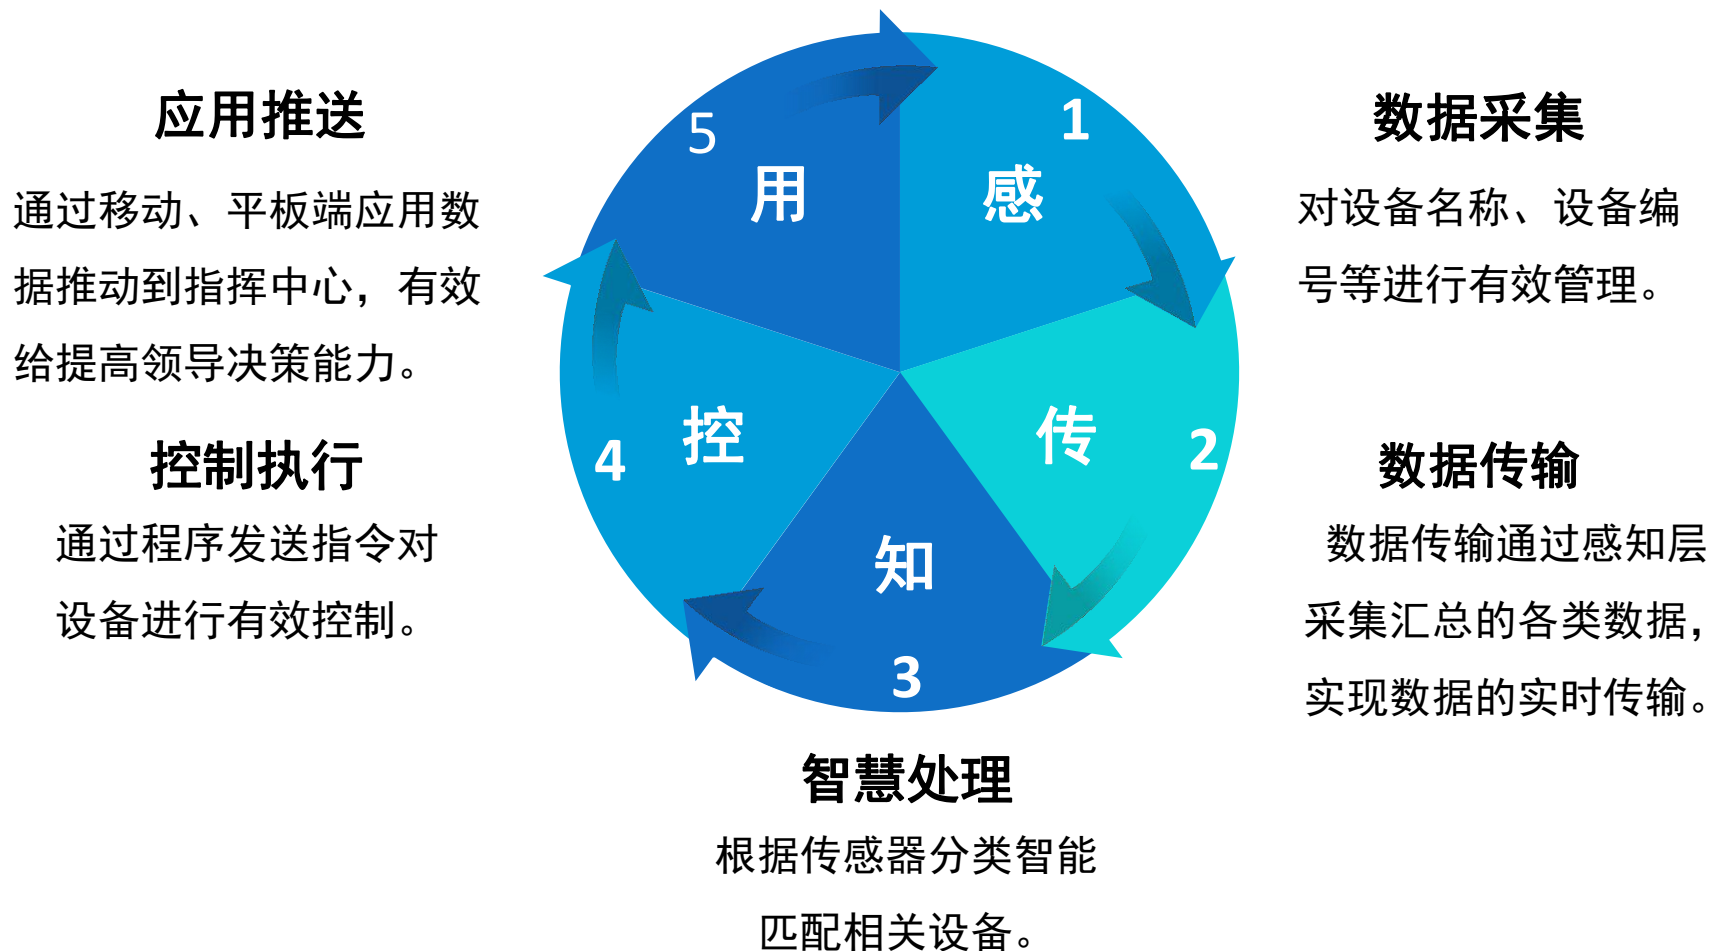 应用推送
通过移动、平板端应用数
据推动到指挥中心，有效
给提高领导决策能力。
控制执行
通过程序发送指令对
设备进行有效控制。
5
用
1
感
控
4
传
2
知
3
数据采集
对设备名称、设备编
号等进行有效管理。
数据传输
数据传输通过感知层
采集汇总的各类数据，
实现数据的实时传输。
智慧处理
根据传感器分类智能
匹配相关设备。